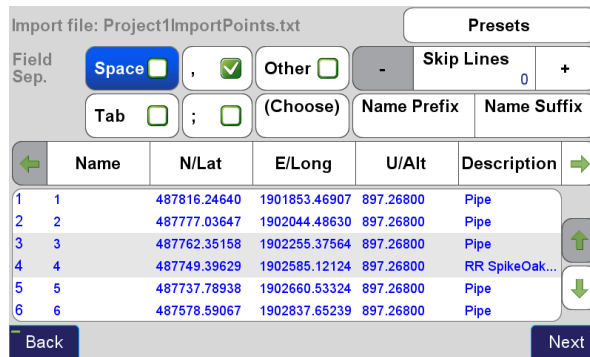 Import file: Project1ImportPoints.txt Presets
Field Sep. Space , Other - Skip Lines 0 +
Tab ; (Choose) Name Prefix Name Suffix
Name N/Lat E/Long U/Alt Description
1 1 487816.24640 1901853.46907 897.26800 Pipe
2 2 487777.03647 1902044.48630 897.26800 Pipe
3 3 487762.35158 1902255.37564 897.26800 Pipe
4 4 487749.39629 1902585.12124 897.26800 RR SpikeOak...
5 5 487737.78938 1902660.53324 897.26800 Pipe
6 6 487578.59067 1902837.65239 897.26800 Pipe
Back Next